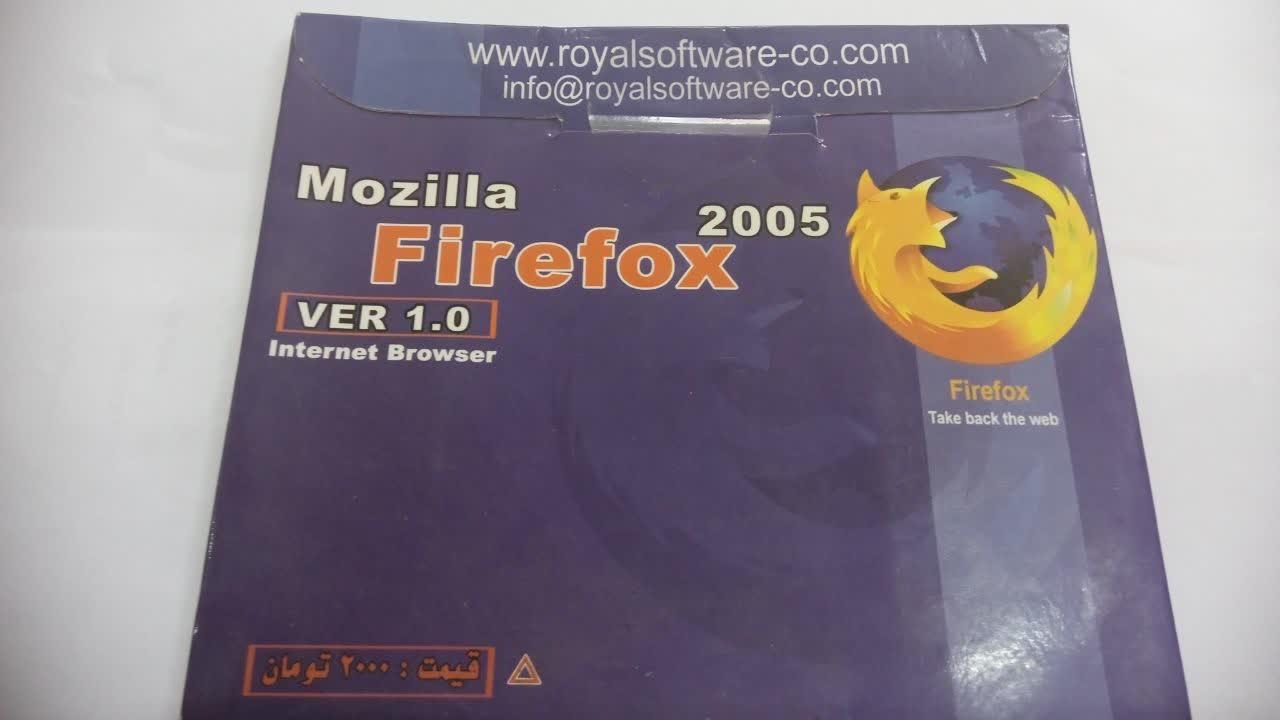 www.royalsoftware-co.com
info@royalsoftware-co.com
Mozilla
Firefox 2005
VER 1.0
Internet Browser
Firefox
Take back the web
قیمت : ۲۰۰۰ تومان